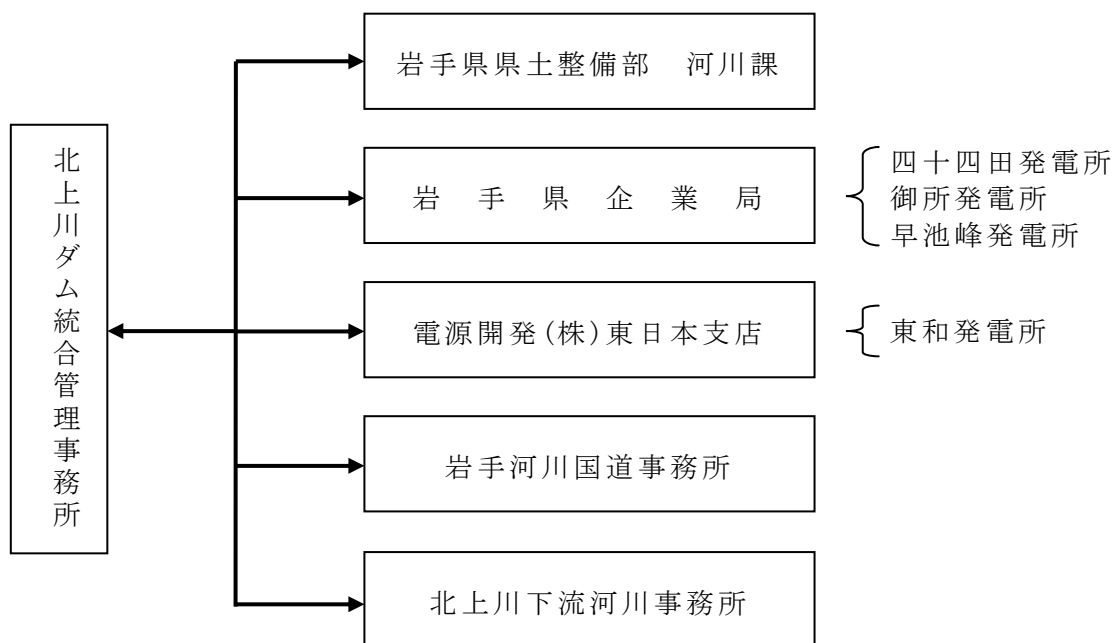 北上川ダム統合管理事務所
岩手県県土整備部　河川課
岩手県企業局
四十四田発電所
御所発電所
早池峰発電所
電源開発(株)東日本支店
東和発電所
岩手河川国道事務所
北上川下流河川事務所